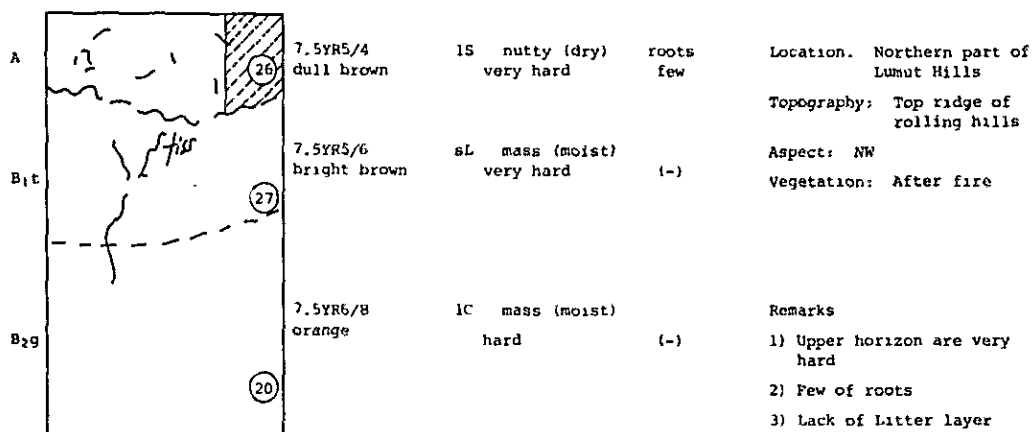 A
26
7.5YR5/4
dull brown
lS nutty (dry)
very hard
roots
few
Location. Northern part of
Lumut Hills
Topography: Top ridge of
rolling hills
fiss
B₁t
27
7.5YR5/6
bright brown
sL mass (moist)
very hard
(-)
Aspect: NW
Vegetation: After fire
B₂g
20
7.5YR6/8
orange
lC mass (moist)
hard
(-)
Remarks
1) Upper horizon are very
hard
2) Few of roots
3) Lack of Litter layer